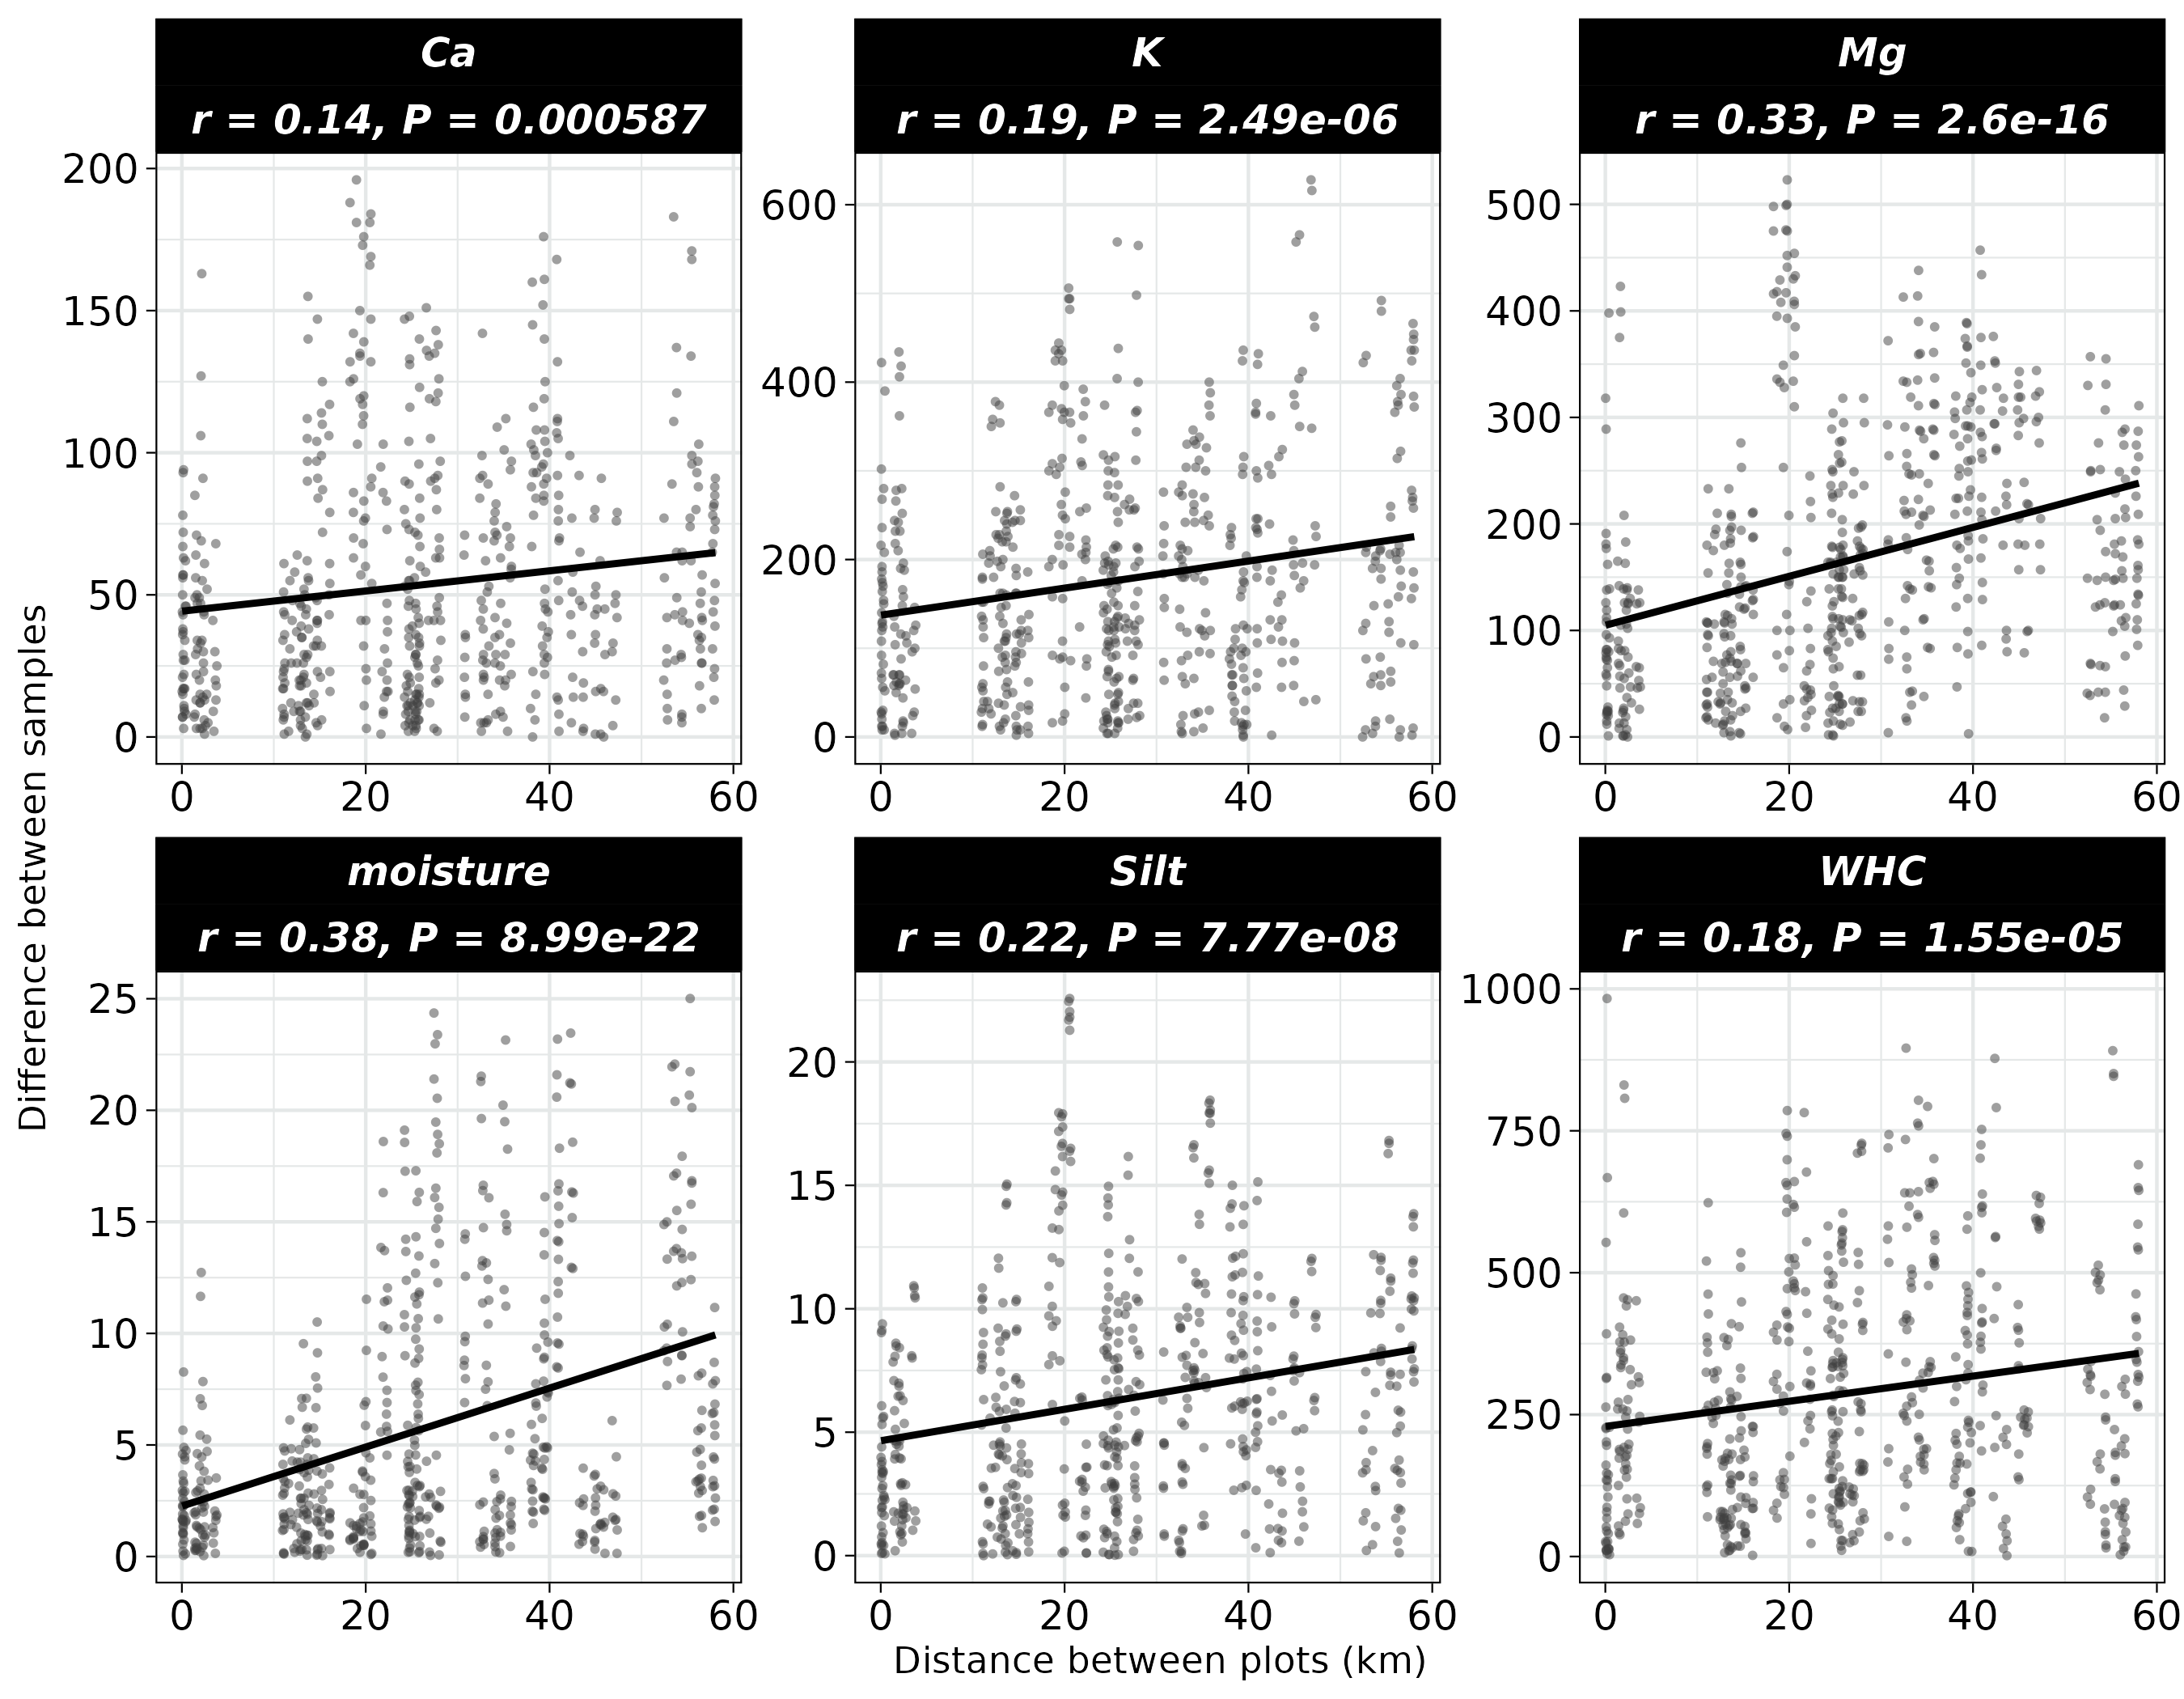 Ca
r = 0.14, P = 0.000587
K
r = 0.19, P = 2.49e-06
Mg
r = 0.33, P = 2.6e-16
200
150
100
50
0
0 20 40 60
600
400
200
0
0 20 40 60
500
400
300
200
100
0
0 20 40 60
Difference between samples
moisture
r = 0.38, P = 8.99e-22
Silt
r = 0.22, P = 7.77e-08
WHC
r = 0.18, P = 1.55e-05
25
20
15
10
5
0
0 20 40 60
20
15
10
5
0
0 20 40 60
1000
750
500
250
0
0 20 40 60
Distance between plots (km)